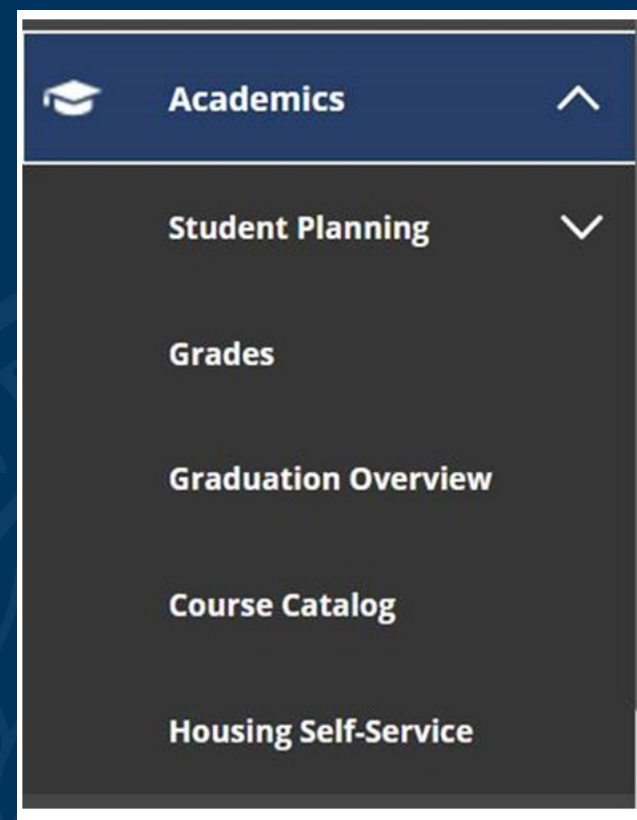 Academics
Student Planning
Grades
Graduation Overview
Course Catalog
Housing Self-Service